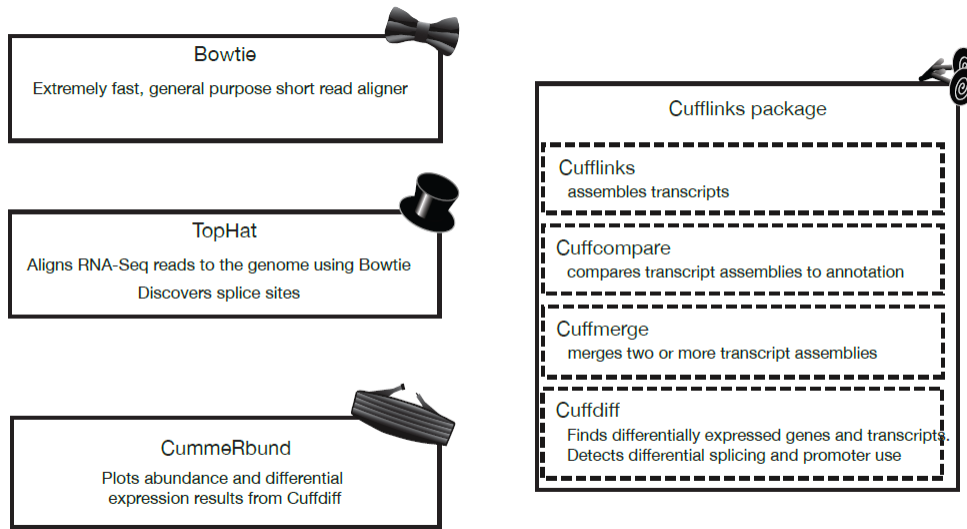 Bowtie
Extremely fast, general purpose short read aligner
TopHat
Aligns RNA-Seq reads to the genome using Bowtie
Discovers splice sites
CummeRbund
Plots abundance and differential
expression results from Cuffdiff
Cufflinks package
Cufflinks
assembles transcripts
Cuffcompare
compares transcript assemblies to annotation
Cuffmerge
merges two or more transcript assemblies
Cuffdiff
Finds differentially expressed genes and transcripts.
Detects differential splicing and promoter use